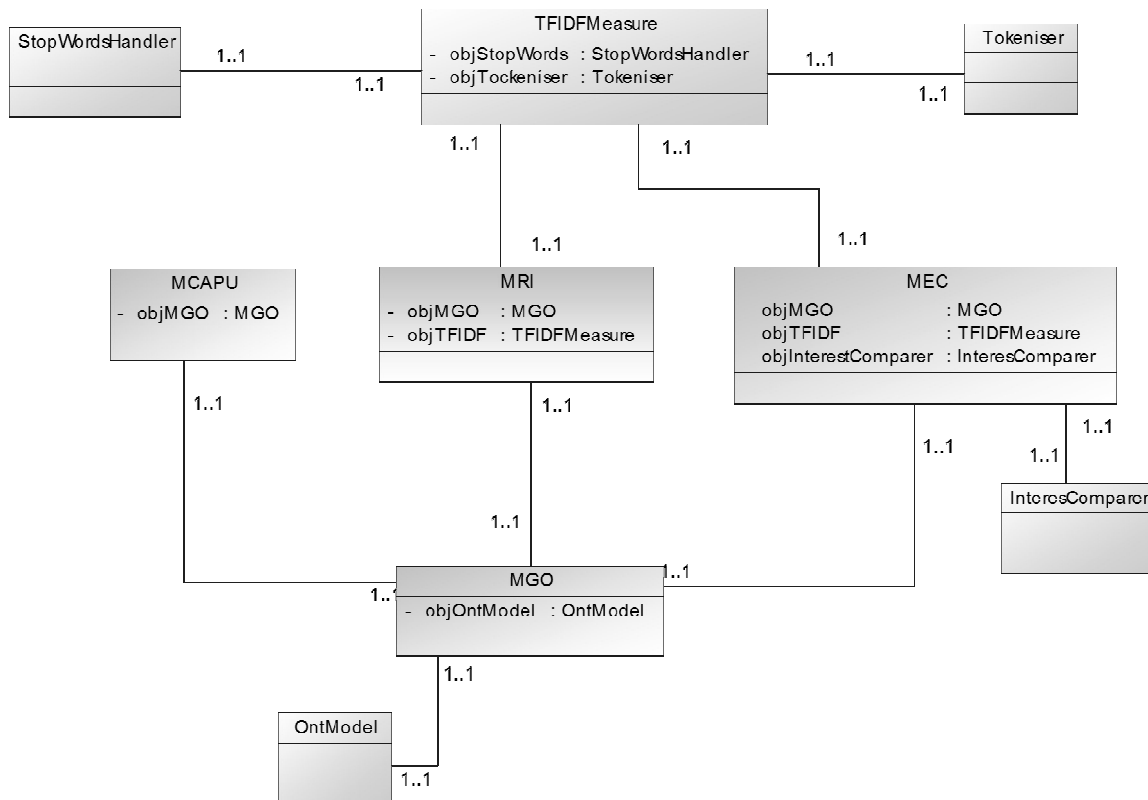 StopWordsHandler
1..1
1..1
TFIDFMeasure
- objStopWords : StopWordsHandler
- objTockeniser : Tokeniser
1..1
1..1
Tokeniser
1..1
1..1
1..1
1..1
MCAPU
- objMGO : MGO
MRI
- objMGO : MGO
- objTFIDF : TFIDFMeasure
MEC
objMGO : MGO
objTFIDF : TFIDFMeasure
objInterestComparer : InteresComparer
1..1
1..1
1..1
1..1
1..1
InteresComparer
1..1
1..1
1..1
MGO
- objOntModel : OntModel
1..1
OntModel
1..1